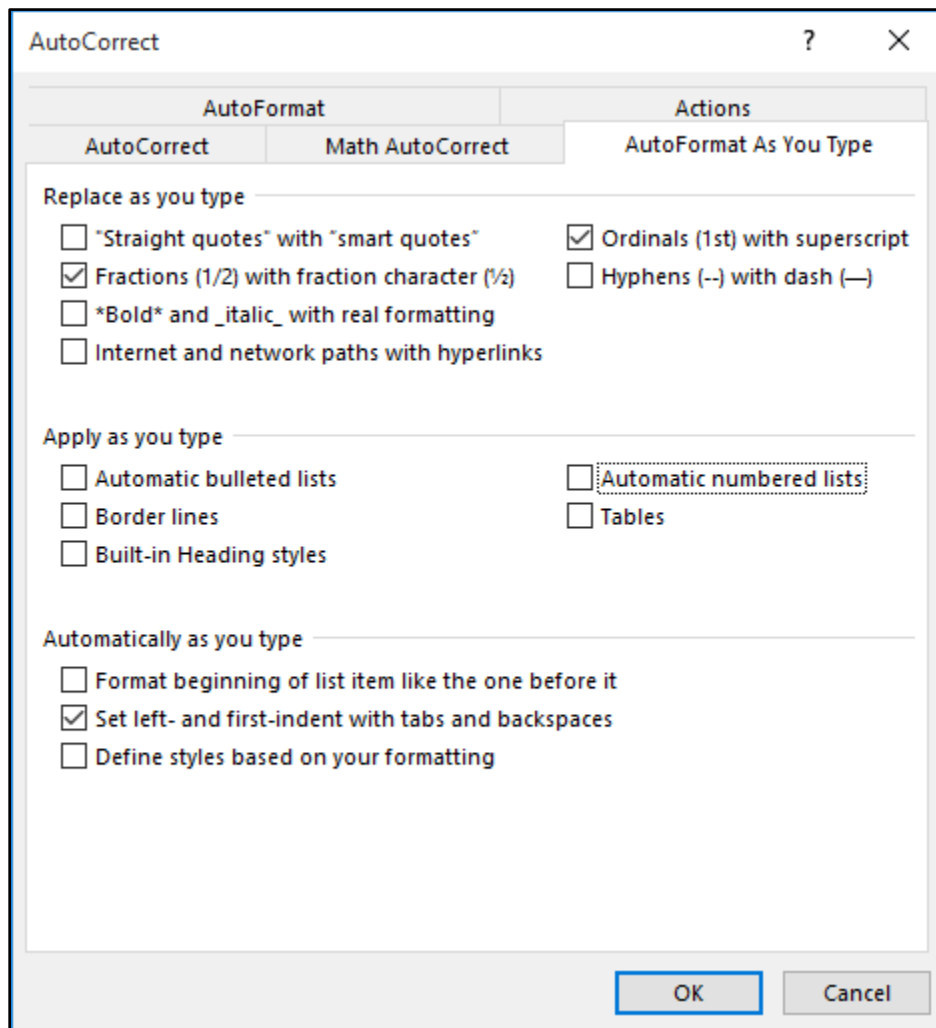 AutoCorrect ? ×
AutoFormat Actions
AutoCorrect Math AutoCorrect AutoFormat As You Type
Replace as you type
"Straight quotes" with “smart quotes” Ordinals (1st) with superscript
Fractions (1/2) with fraction character (½) Hyphens (--) with dash (—)
*Bold* and _italic_ with real formatting
Internet and network paths with hyperlinks
Apply as you type
Automatic bulleted lists Automatic numbered lists
Border lines Tables
Built-in Heading styles
Automatically as you type
Format beginning of list item like the one before it
Set left- and first-indent with tabs and backspaces
Define styles based on your formatting
OK Cancel